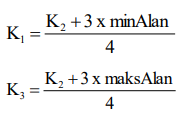 K₁ = (K₂ + 3 x minAlan) / 4
K₃ = (K₂ + 3 x maksAlan) / 4